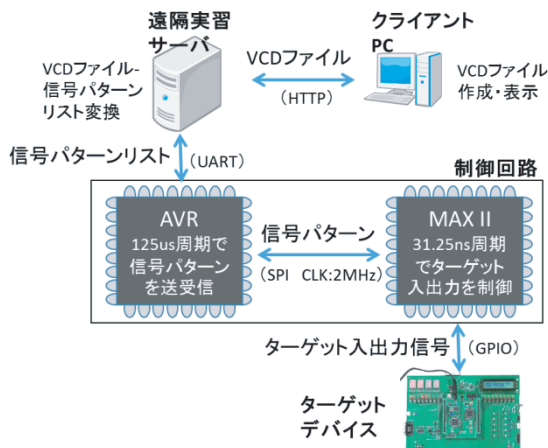 遠隔実習
サーバ
クライアント
PC
VCDファイル-
信号パターン
リスト変換
VCDファイル
(HTTP)
VCDファイル
作成・表示
信号パターンリスト
(UART)
制御回路
AVR
125us周期で
信号パターン
を送受信
信号パターン
(SPI CLK:2MHz)
MAX II
31.25ns周期
でターゲット
入出力を制御
ターゲット入出力信号
(GPIO)
ターゲット
デバイス